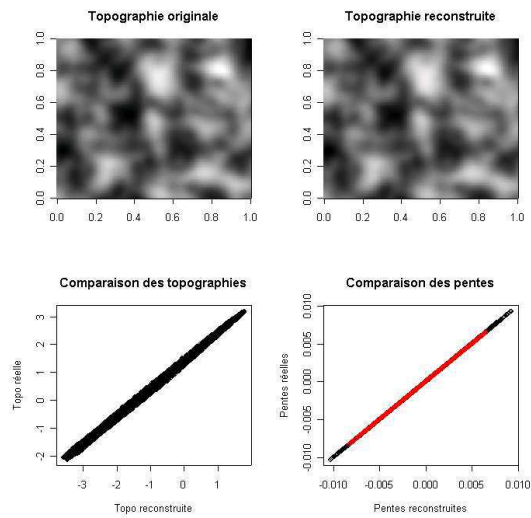 Topographie originale
Topographie reconstruite
1.0
0.8
0.6
0.4
0.2
0.0
0.0 0.2 0.4 0.6 0.8 1.0
1.0
0.8
0.6
0.4
0.2
0.0
0.0 0.2 0.4 0.6 0.8 1.0
Comparaison des topographies
Comparaison des pentes
Topo réelle
3
2
1
0
-1
-2
-3 -2 -1 0 1
Topo reconstruite
Pentes réelles
0.010
0.005
0.000
-0.005
-0.010
-0.010 -0.005 0.000 0.005 0.010
Pentes reconstruites